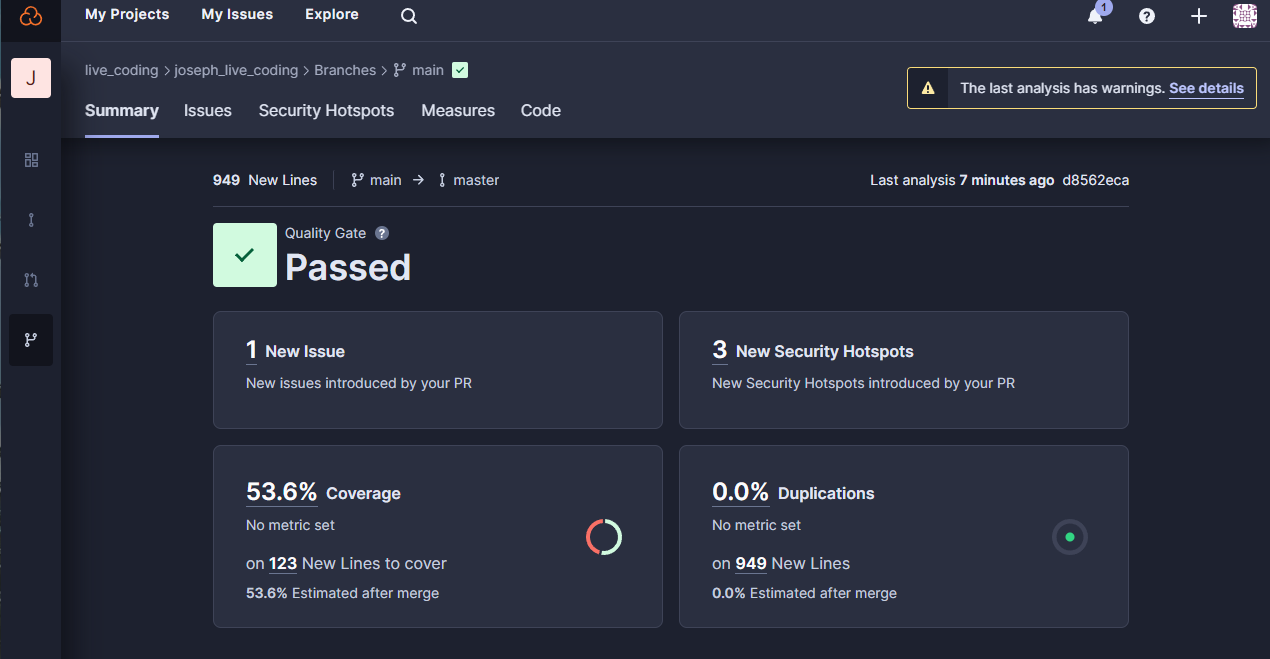 My Projects My Issues Explore
1
J
live_coding joseph_live_coding Branches main
The last analysis has warnings. See details
Summary Issues Security Hotspots Measures Code
949 New Lines main master
Last analysis 7 minutes ago d8562eca
Quality Gate
Passed
1 New Issue
New issues introduced by your PR
3 New Security Hotspots
New Security Hotspots introduced by your PR
53.6% Coverage
No metric set
on 123 New Lines to cover
53.6% Estimated after merge
0.0% Duplications
No metric set
on 949 New Lines
0.0% Estimated after merge